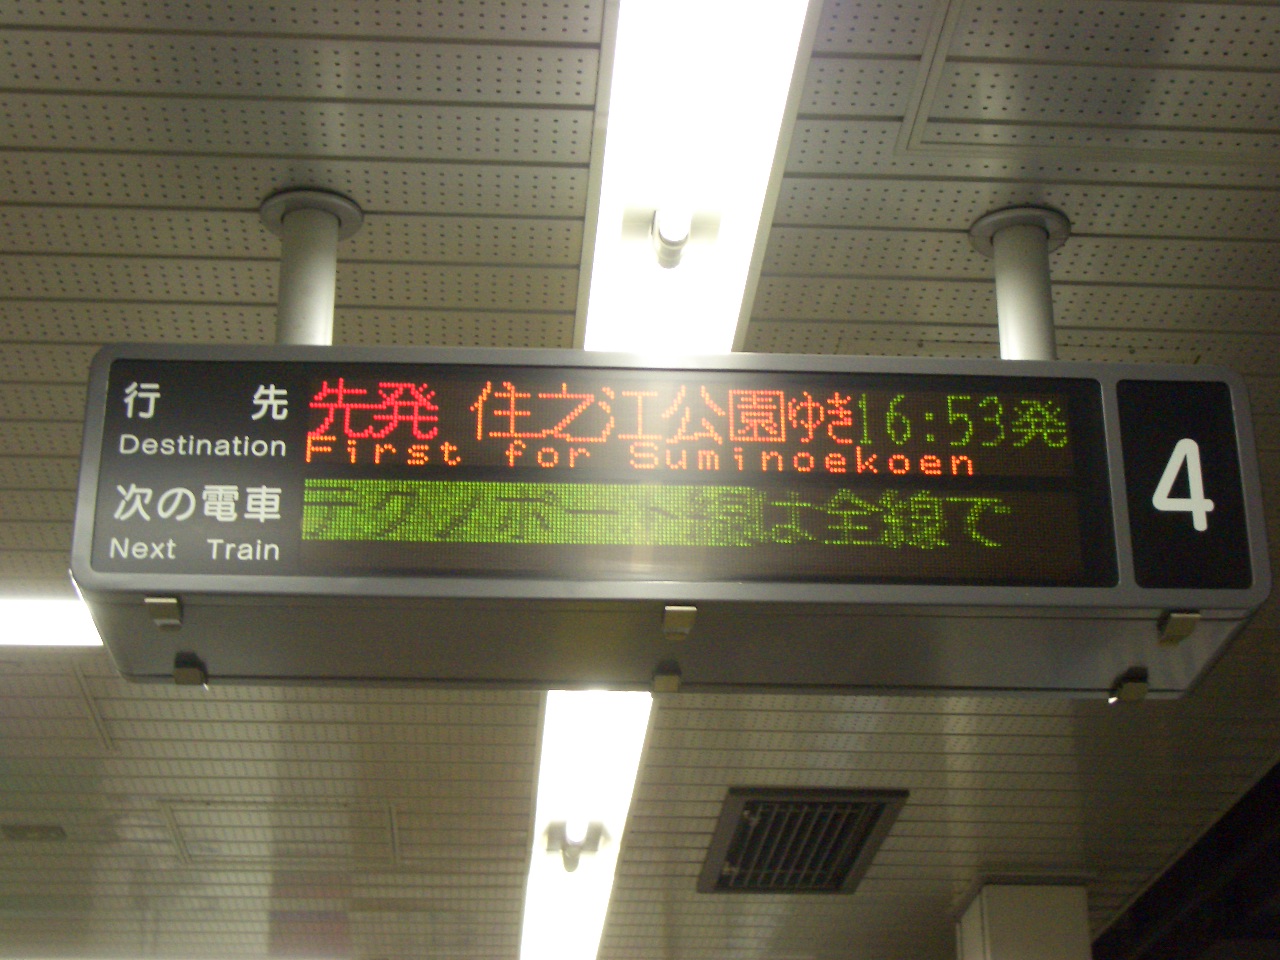 行先 先発 住之江公園ゆき 16:53発
Destination First for Suminoekoen
次の電車 テクノポート線は全線で
Next Train
4